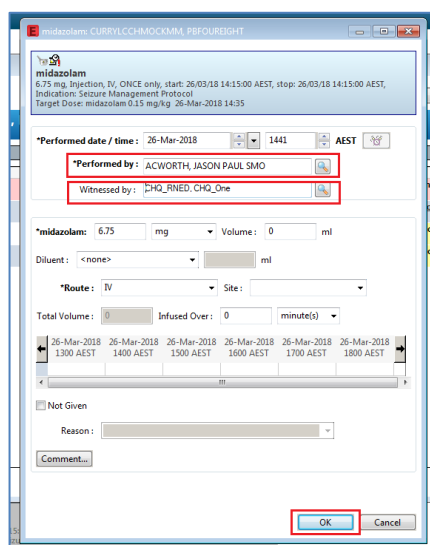 midazolam: CURRYLCCHMOCKMM, PBFOUREIGHT
midazolam
6.75 mg, Injection, IV, ONCE only, start: 26/03/18 14:15:00 AEST, stop: 26/03/18 14:15:00 AEST,
Indication: Seizure Management Protocol
Target Dose: midazolam 0.15 mg/kg 26-Mar-2018 14:35
*Performed date / time : 26-Mar-2018 1441 AEST
*Performed by : ACWORTH, JASON PAUL SMO
Witnessed by : CHQ_RNED, CHQ_One
*midazolam: 6.75 mg Volume : 0 ml
Diluent : <none> ml
*Route : IV Site :
Total Volume : 0 Infused Over : 0 minute(s)
26-Mar-2018 26-Mar-2018 26-Mar-2018 26-Mar-2018 26-Mar-2018 26-Mar-2018
1300 AEST 1400 AEST 1500 AEST 1600 AEST 1700 AEST 1800 AEST
Not Given
Reason :
Comment...
OK Cancel